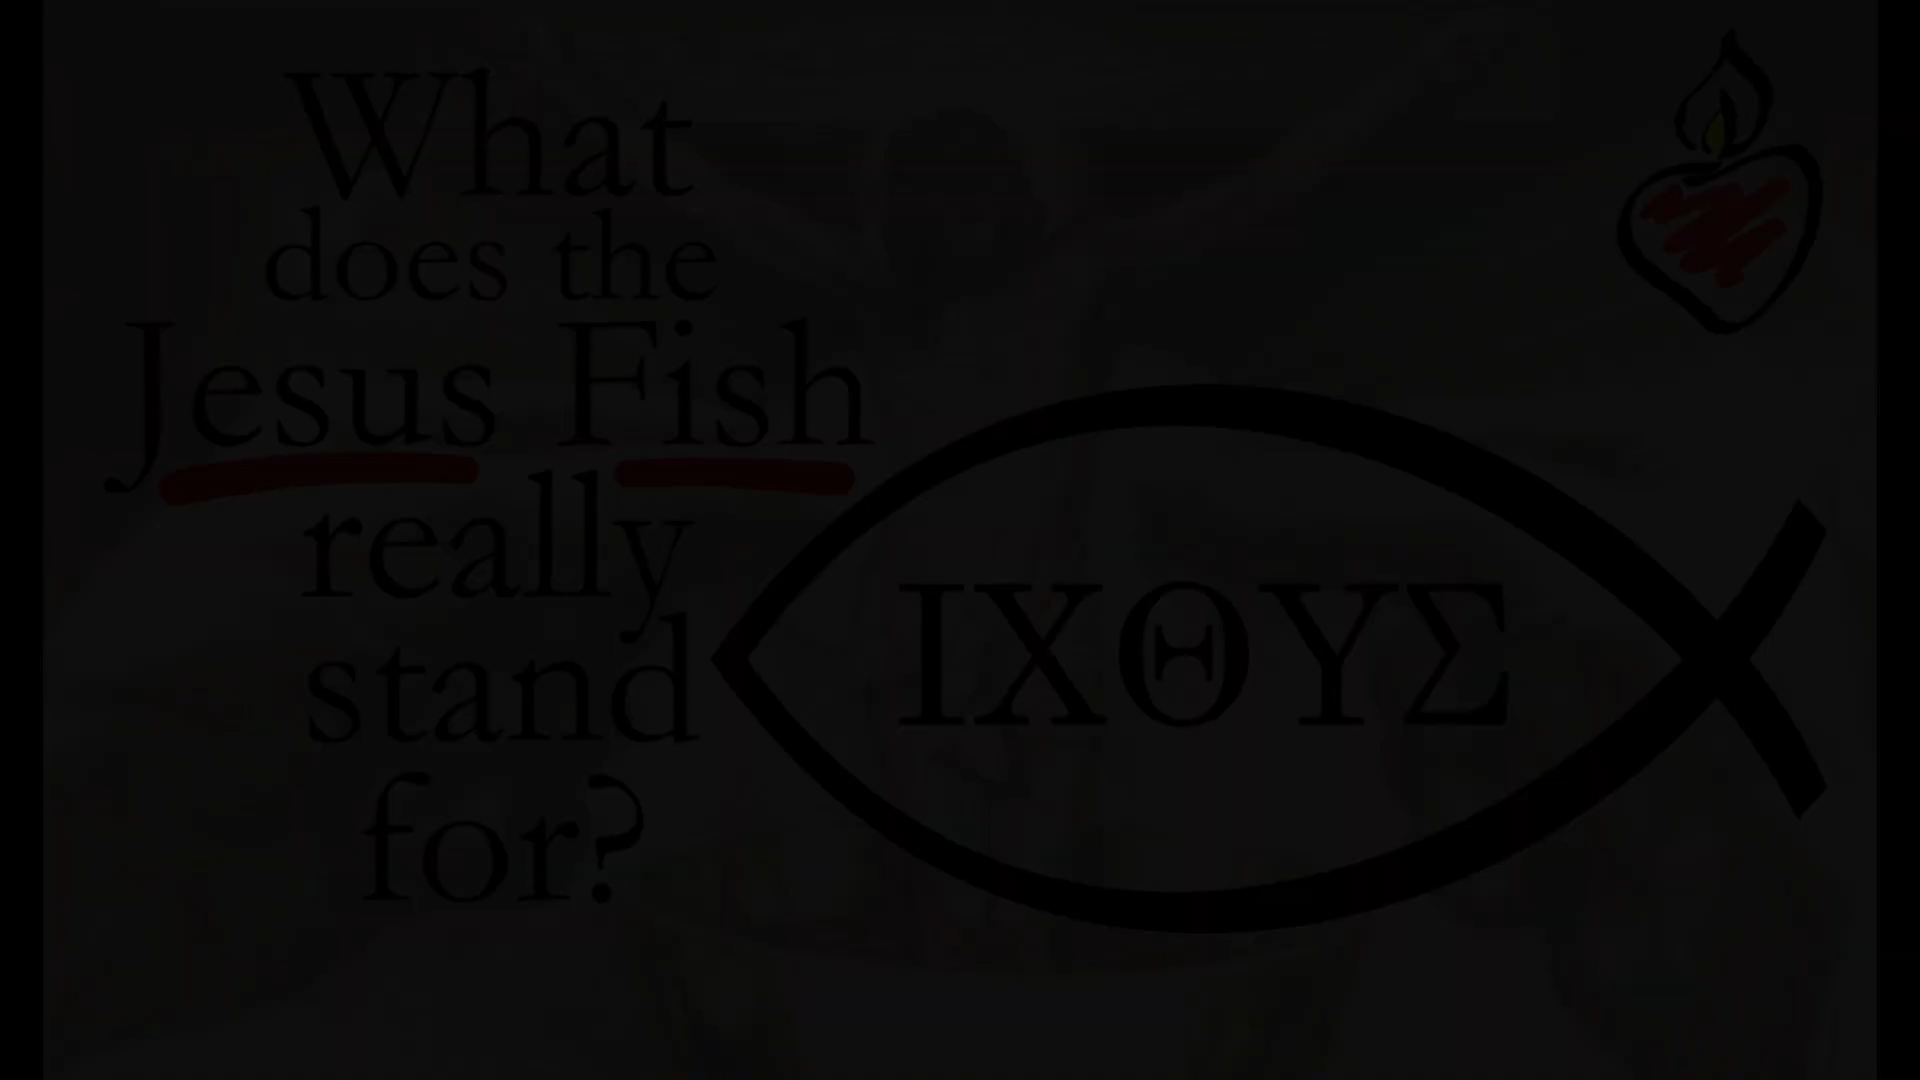 What
does the
Jesus Fish
really
stand
for?
ΙΧΘΥΣ